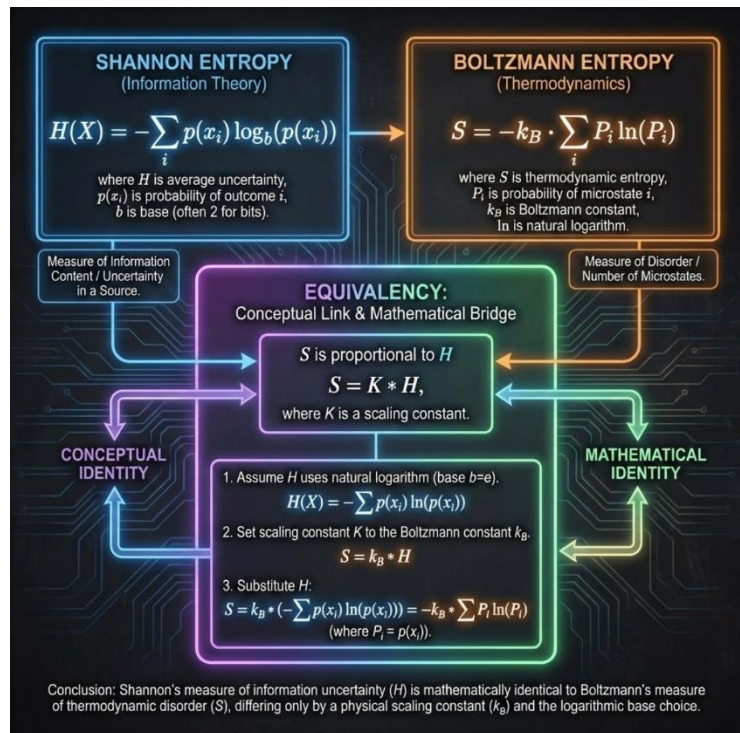 SHANNON ENTROPY
(Information Theory)
H(X) = −∑ᵢ p(xᵢ) log_b(p(xᵢ))
where H is average uncertainty,
p(xᵢ) is probability of outcome i,
b is base (often 2 for bits).
BOLTZMANN ENTROPY
(Thermodynamics)
S = −k_B · ∑ᵢ Pᵢ ln(Pᵢ)
where S is thermodynamic entropy,
Pᵢ is probability of microstate i,
k_B is Boltzmann constant,
ln is natural logarithm.
Measure of Information
Content / Uncertainty
in a Source.
Measure of Disorder /
Number of Microstates.
EQUIVALENCY:
Conceptual Link & Mathematical Bridge
S is proportional to H
S = K * H,
where K is a scaling constant.
CONCEPTUAL
IDENTITY
MATHEMATICAL
IDENTITY
1. Assume H uses natural logarithm (base b=e).
H(X) = −∑ p(xᵢ) ln(p(xᵢ))
2. Set scaling constant K to the Boltzmann constant k_B.
S = k_B * H
3. Substitute H:
S = k_B * (−∑ p(xᵢ) ln(p(xᵢ))) = −k_B * ∑ Pᵢ ln(Pᵢ)
(where Pᵢ = p(xᵢ)).
Conclusion: Shannon's measure of information uncertainty (H) is mathematically identical to Boltzmann's measure
of thermodynamic disorder (S), differing only by a physical scaling constant (k_B) and the logarithmic base choice.